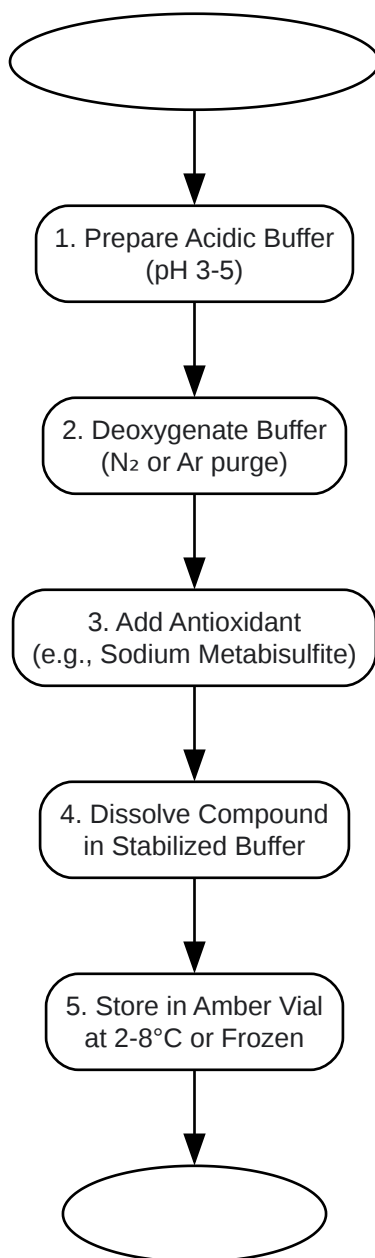 1. Prepare Acidic Buffer
(pH 3-5)
2. Deoxygenate Buffer
(N₂ or Ar purge)
3. Add Antioxidant
(e.g., Sodium Metabisulfite)
4. Dissolve Compound
in Stabilized Buffer
5. Store in Amber Vial
at 2-8°C or Frozen